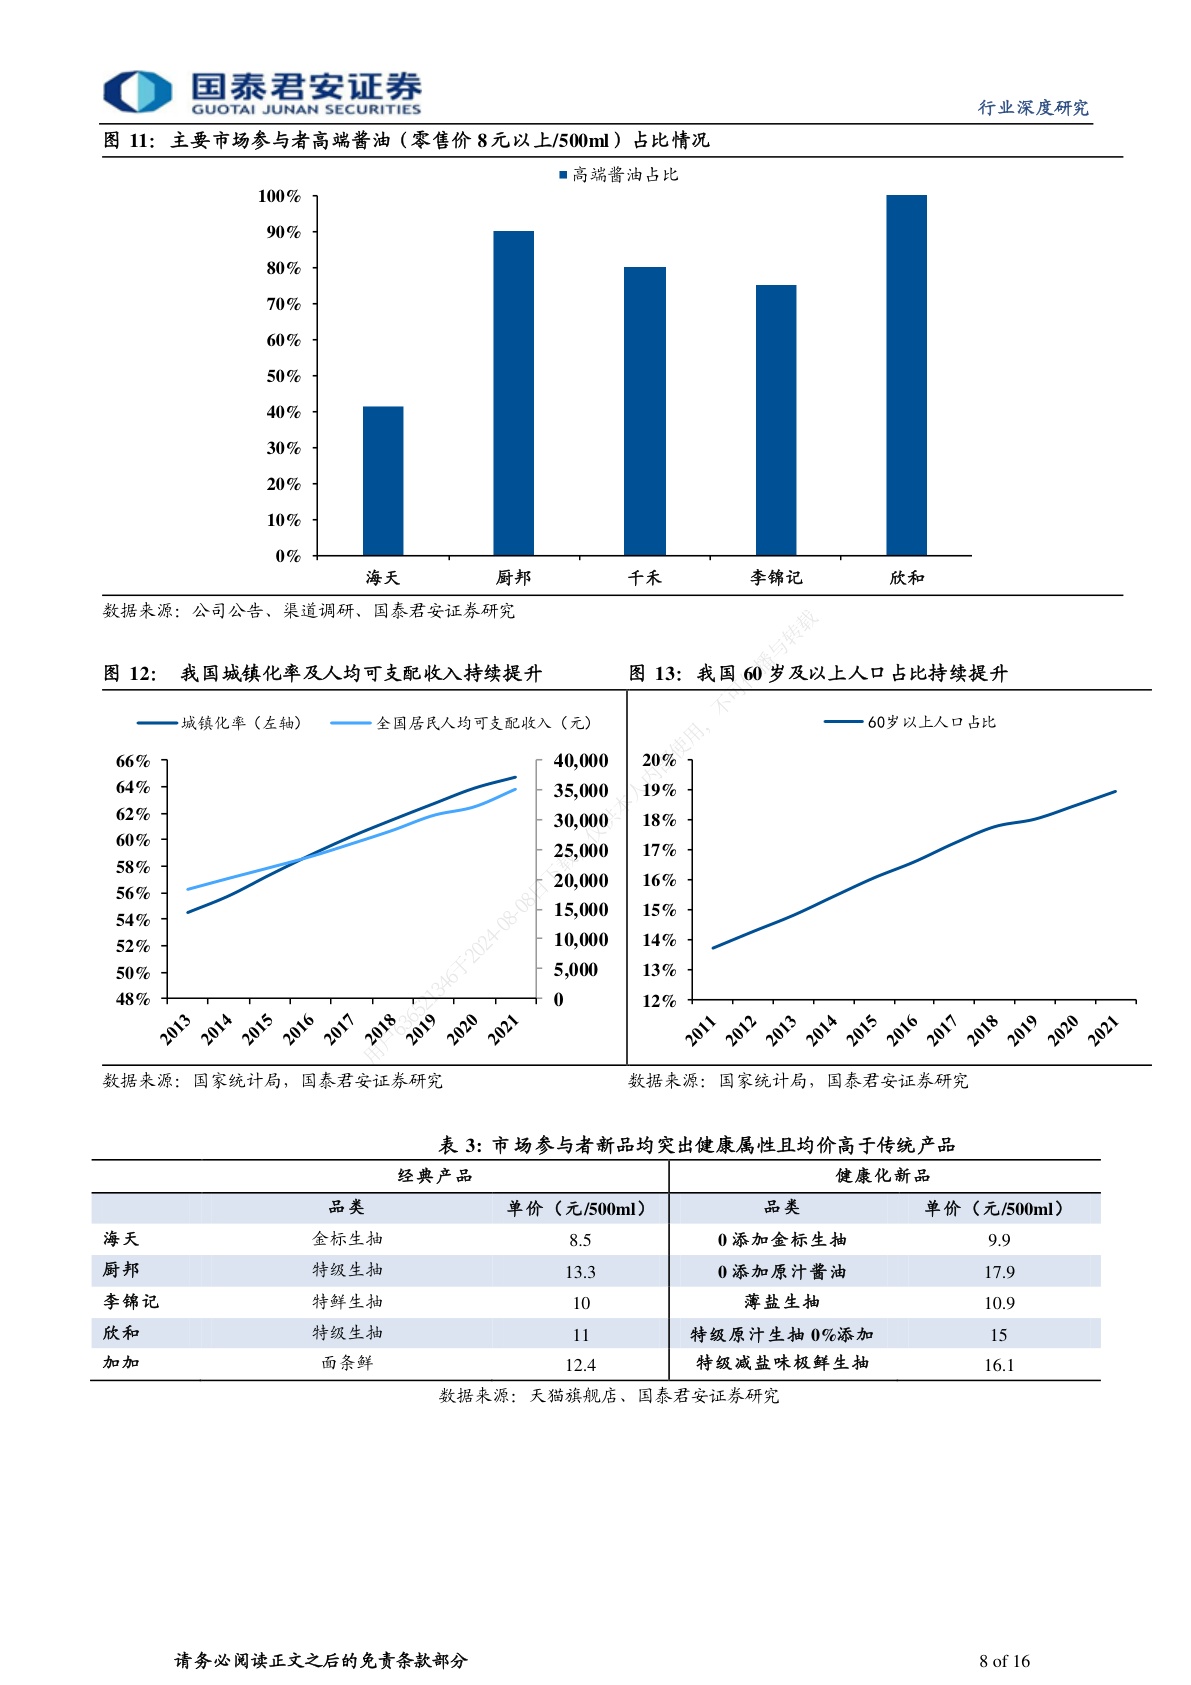 国泰君安证券
GUOTAI JUNAN SECURITIES
行业深度研究
图 11：主要市场参与者高端酱油（零售价 8 元以上/500ml）占比情况
高端酱油占比
100%
90%
80%
70%
60%
50%
40%
30%
20%
10%
0%
海天 厨邦 千禾 李锦记 欣和
数据来源：公司公告、渠道调研、国泰君安证券研究
图 12： 我国城镇化率及人均可支配收入持续提升
城镇化率（左轴） 全国居民人均可支配收入（元）
66%
64%
62%
60%
58%
56%
54%
52%
50%
48%
40,000
35,000
30,000
25,000
20,000
15,000
10,000
5,000
0
2013 2014 2015 2016 2017 2018 2019 2020 2021
数据来源：国家统计局，国泰君安证券研究
图 13：我国 60 岁及以上人口占比持续提升
60岁以上人口占比
20%
19%
18%
17%
16%
15%
14%
13%
12%
2011 2012 2013 2014 2015 2016 2017 2018 2019 2020 2021
数据来源：国家统计局，国泰君安证券研究
表 3：市场参与者新品均突出健康属性且均价高于传统产品
经典产品 健康化新品
品类 单价（元/500ml） 品类 单价（元/500ml）
海天 金标生抽 8.5 0 添加金标生抽 9.9
厨邦 特级生抽 13.3 0 添加原汁酱油 17.9
李锦记 特鲜生抽 10 薄盐生抽 10.9
欣和 特级生抽 11 特级原汁生抽 0%添加 15
加加 面条鲜 12.4 特级减盐味极鲜生抽 16.1
数据来源：天猫旗舰店、国泰君安证券研究
请务必阅读正文之后的免责条款部分
8 of 16